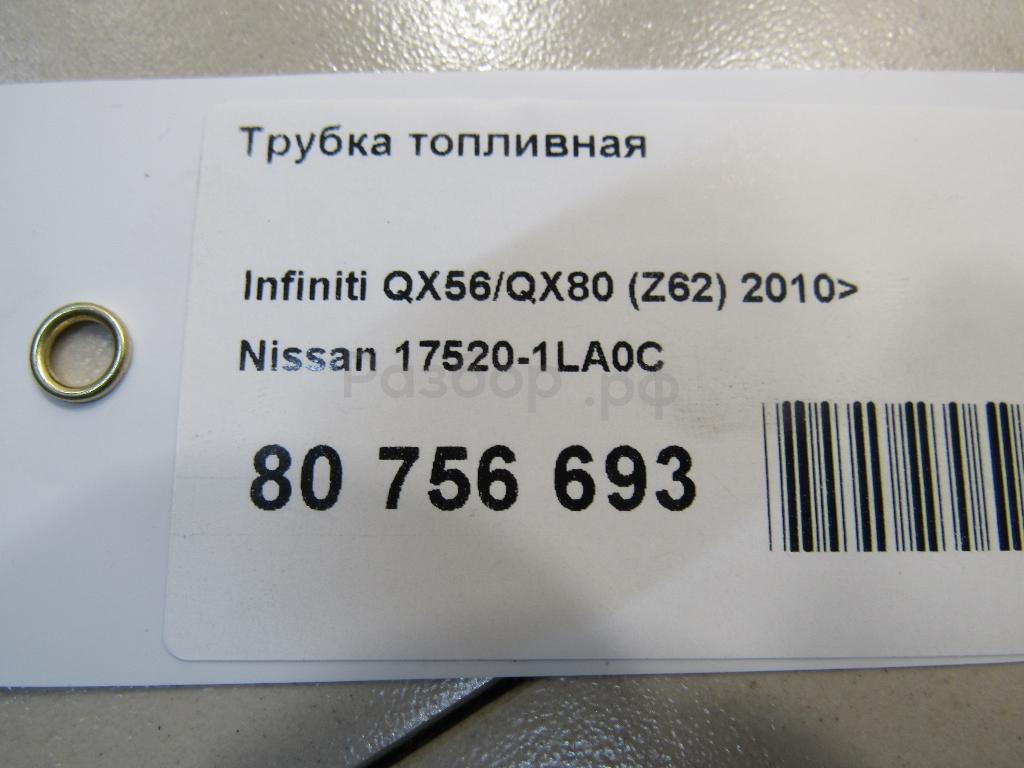 Трубка топливная
Infiniti QX56/QX80 (Z62) 2010>
Nissan 17520-1LA0C
Разбор.рф
80 756 693